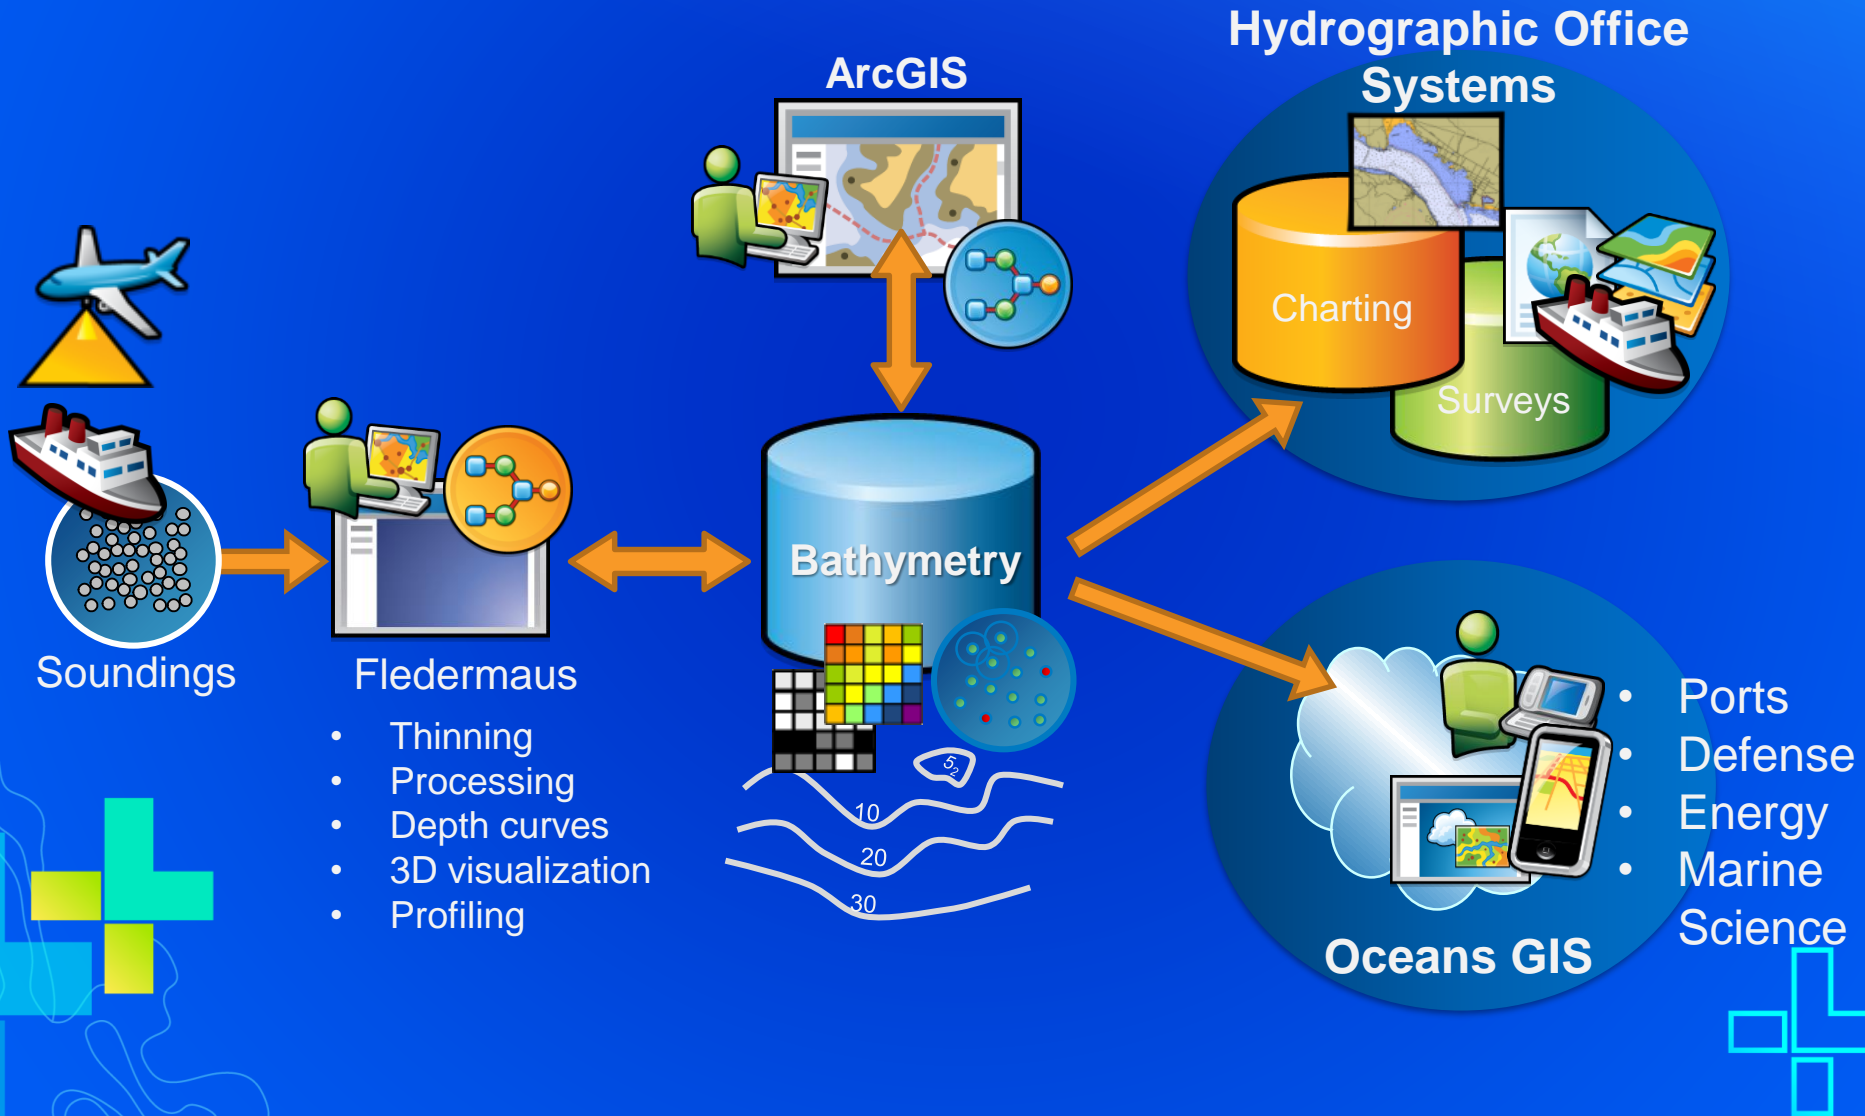 Hydrographic Office
Systems
ArcGIS
Charting
Surveys
Bathymetry
Soundings
Fledermaus
• Thinning
• Processing
• Depth curves
• 3D visualization
• Profiling
5₂
10
20
30
• Ports
• Defense
• Energy
• Marine
Science
Oceans GIS